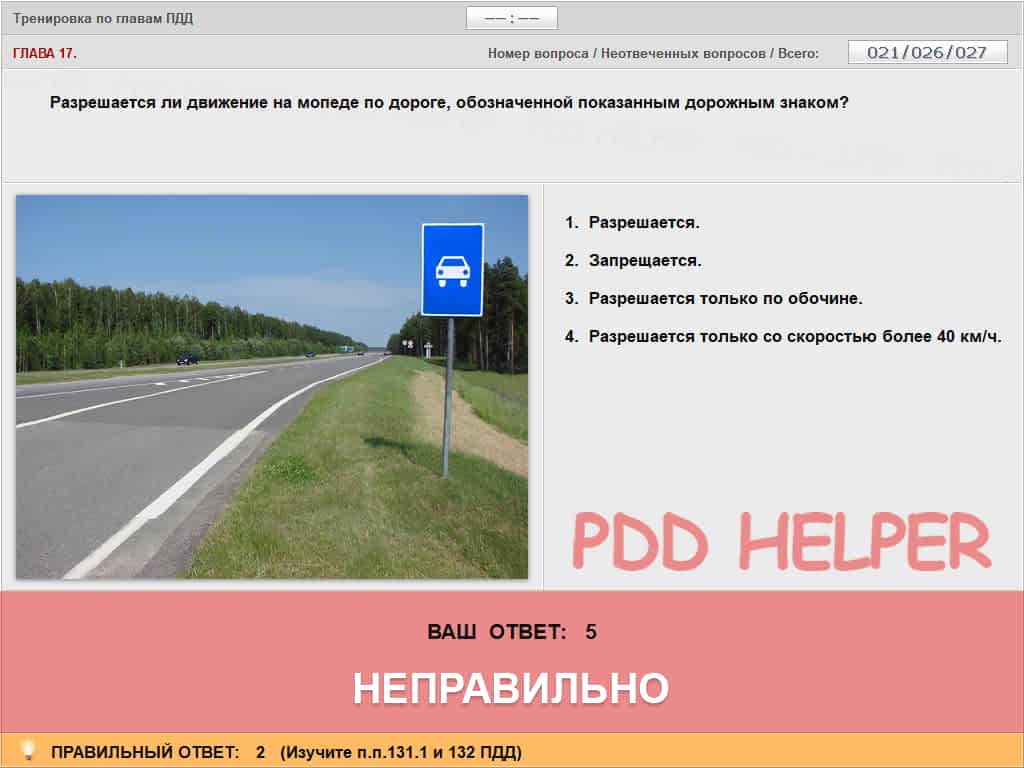 Тренировка по главам ПДД
–– : ––
ГЛАВА 17.
Номер вопроса / Неотвеченных вопросов / Всего:
021/026/027
Разрешается ли движение на мопеде по дороге, обозначенной показанным дорожным знаком?
1. Разрешается.
2. Запрещается.
3. Разрешается только по обочине.
4. Разрешается только со скоростью более 40 км/ч.
PDD HELPER
ВАШ ОТВЕТ: 5
НЕПРАВИЛЬНО
ПРАВИЛЬНЫЙ ОТВЕТ: 2 (Изучите п.п.131.1 и 132 ПДД)